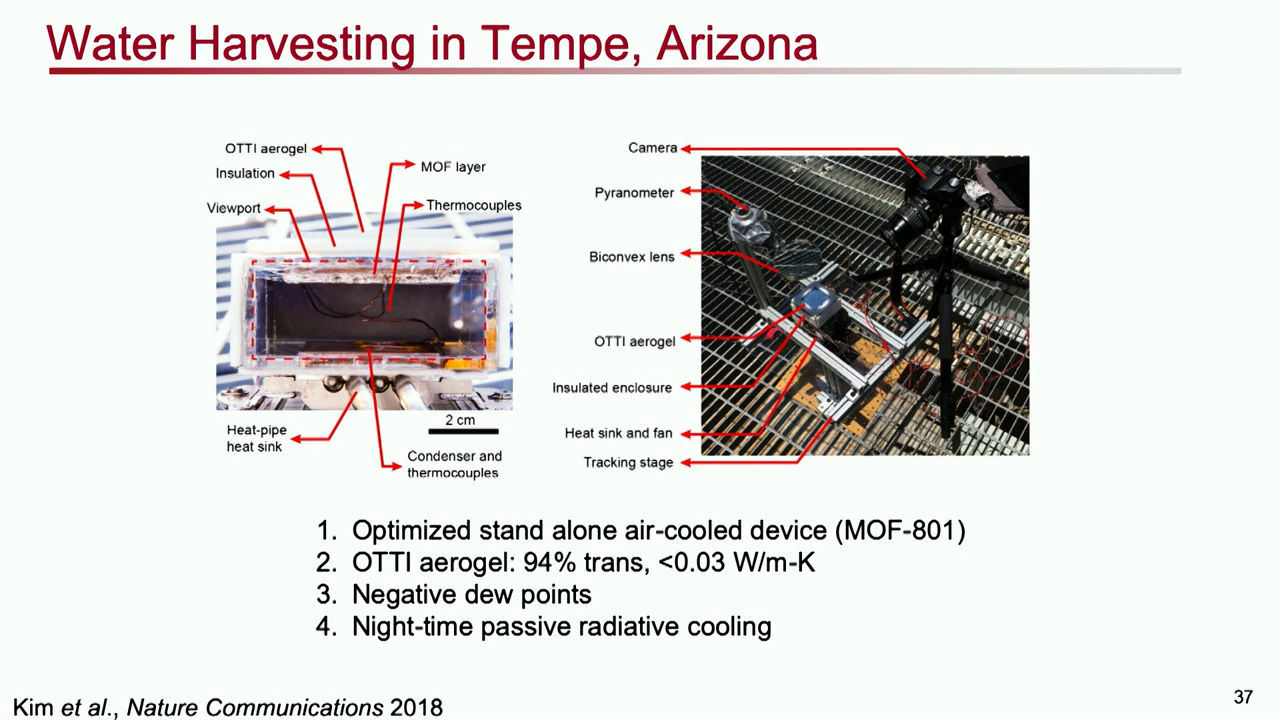 Water Harvesting in Tempe, Arizona
OTTI aerogel
Insulation
Viewport
MOF layer
Thermocouples
Heat-pipe
heat sink
2 cm
Condenser and
thermocouples
Camera
Pyranometer
Biconvex lens
OTTI aerogel
Insulated enclosure
Heat sink and fan
Tracking stage
1. Optimized stand alone air-cooled device (MOF-801)
2. OTTI aerogel: 94% trans, <0.03 W/m-K
3. Negative dew points
4. Night-time passive radiative cooling
Kim et al., Nature Communications 2018
37